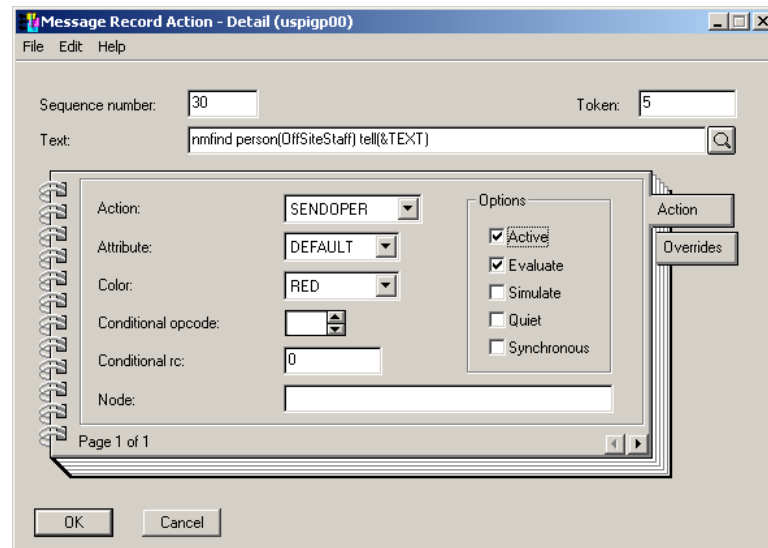 Message Record Action - Detail (uspigp00)
File Edit Help
Sequence number: 30 Token: 5
Text: nmfind person(OffSiteStaff) tell(&TEXT)
Action: SENDOPER
Attribute: DEFAULT
Color: RED
Conditional opcode:
Conditional rc: 0
Node:
Options
Active
Evaluate
Simulate
Quiet
Synchronous
Action
Overrides
Page 1 of 1
OK Cancel